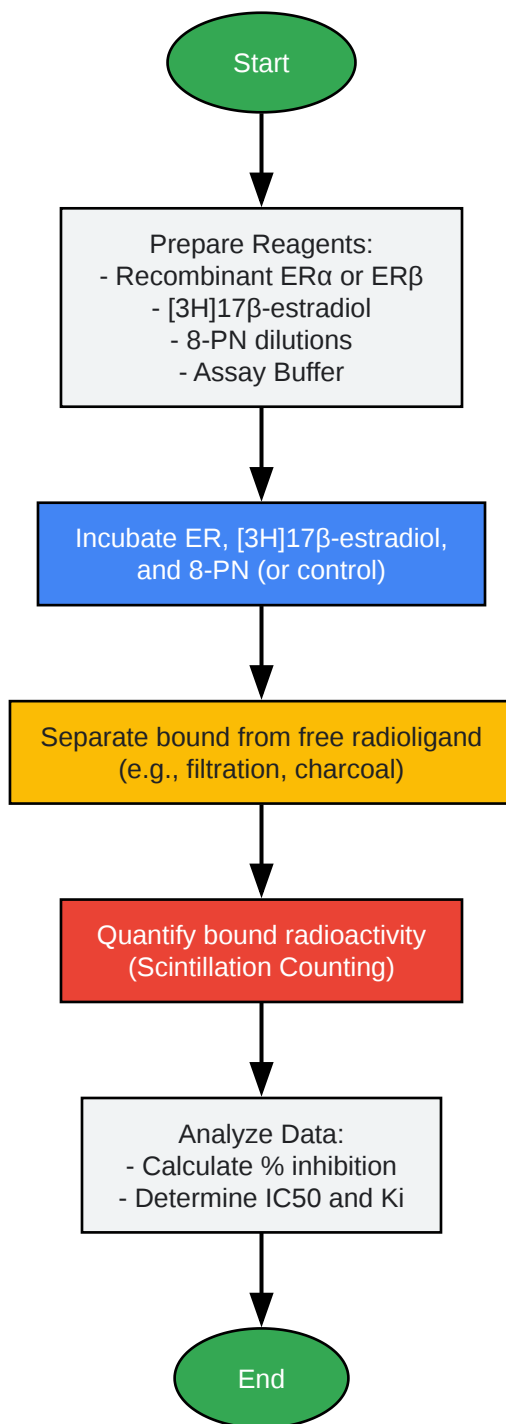 Start
Prepare Reagents:
- Recombinant ERα or ERβ
- [3H]17β-estradiol
- 8-PN dilutions
- Assay Buffer
Incubate ER, [3H]17β-estradiol,
and 8-PN (or control)
Separate bound from free radioligand
(e.g., filtration, charcoal)
Quantify bound radioactivity
(Scintillation Counting)
Analyze Data:
- Calculate % inhibition
- Determine IC50 and Ki
End